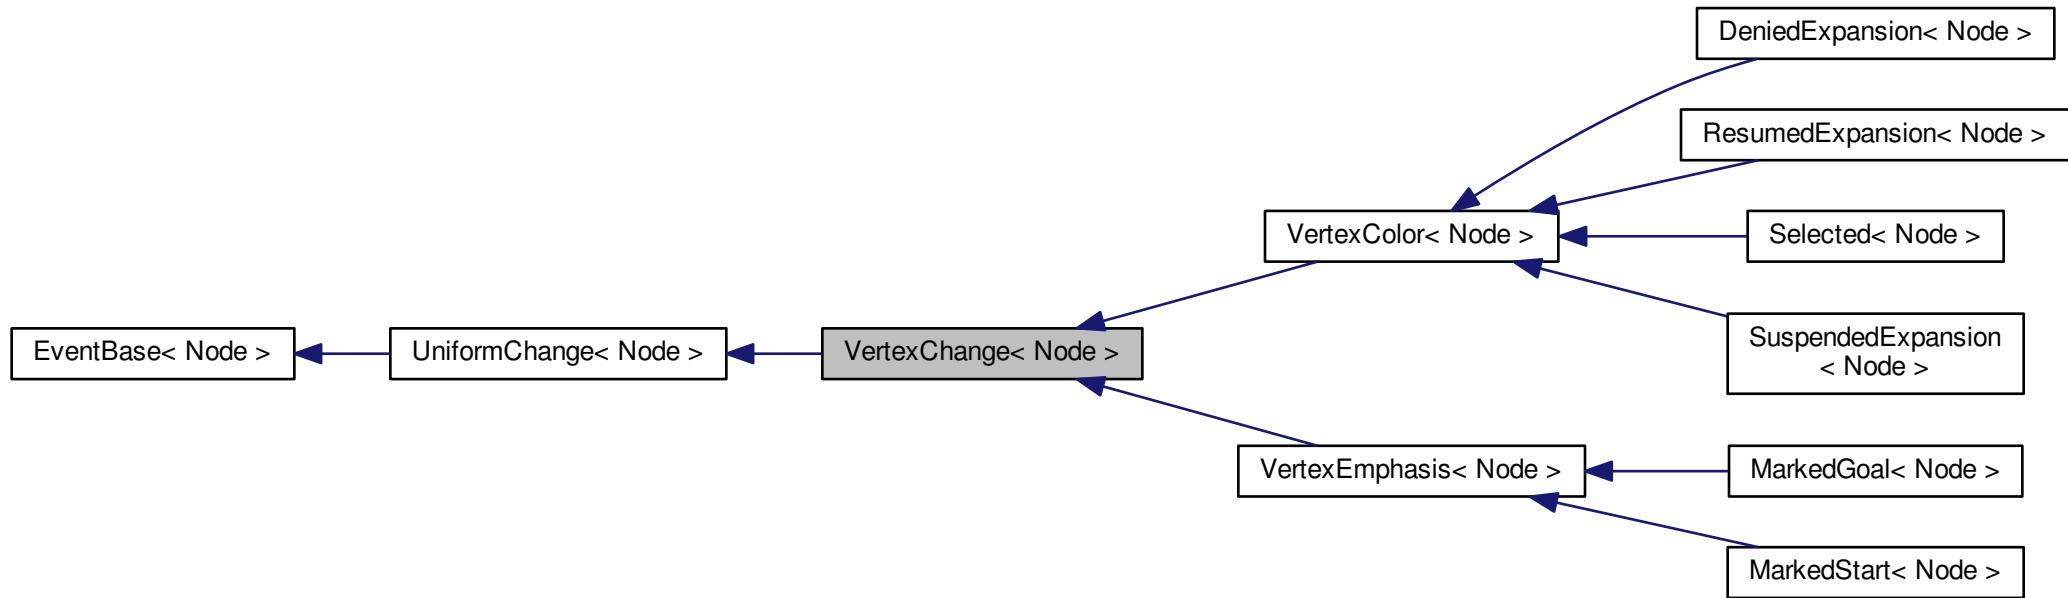 DeniedExpansion< Node >
ResumedExpansion< Node >
VertexColor< Node >
Selected< Node >
SuspendedExpansion
< Node >
EventBase< Node >
UniformChange< Node >
VertexChange< Node >
VertexEmphasis< Node >
MarkedGoal< Node >
MarkedStart< Node >